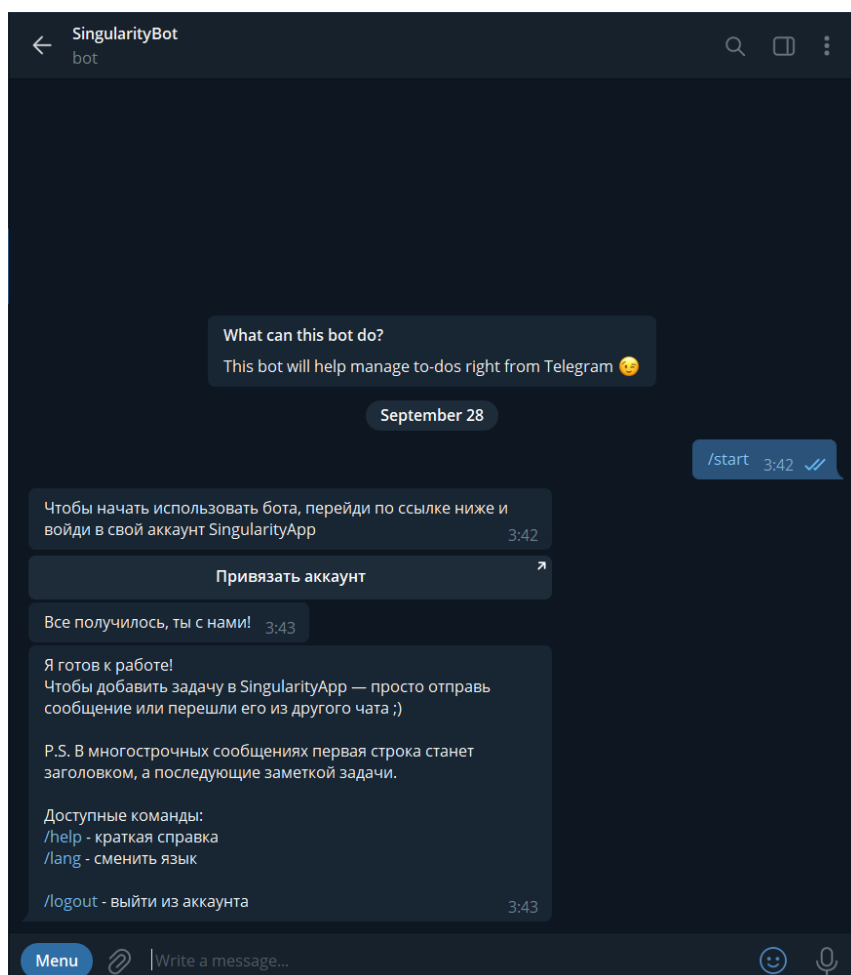 SingularityBot
bot
What can this bot do?
This bot will help manage to-dos right from Telegram 😉
September 28
/start 3:42
Чтобы начать использовать бота, перейди по ссылке ниже и
войди в свой аккаунт SingularityApp 3:42
Привязать аккаунт
Все получилось, ты с нами! 3:43
Я готов к работе!
Чтобы добавить задачу в SingularityApp — просто отправь
сообщение или перешли его из другого чата ;)
P.S. В многострочных сообщениях первая строка станет
заголовком, а последующие заметкой задачи.
Доступные команды:
/help - краткая справка
/lang - сменить язык
/logout - выйти из аккаунта 3:43
Menu Write a message...